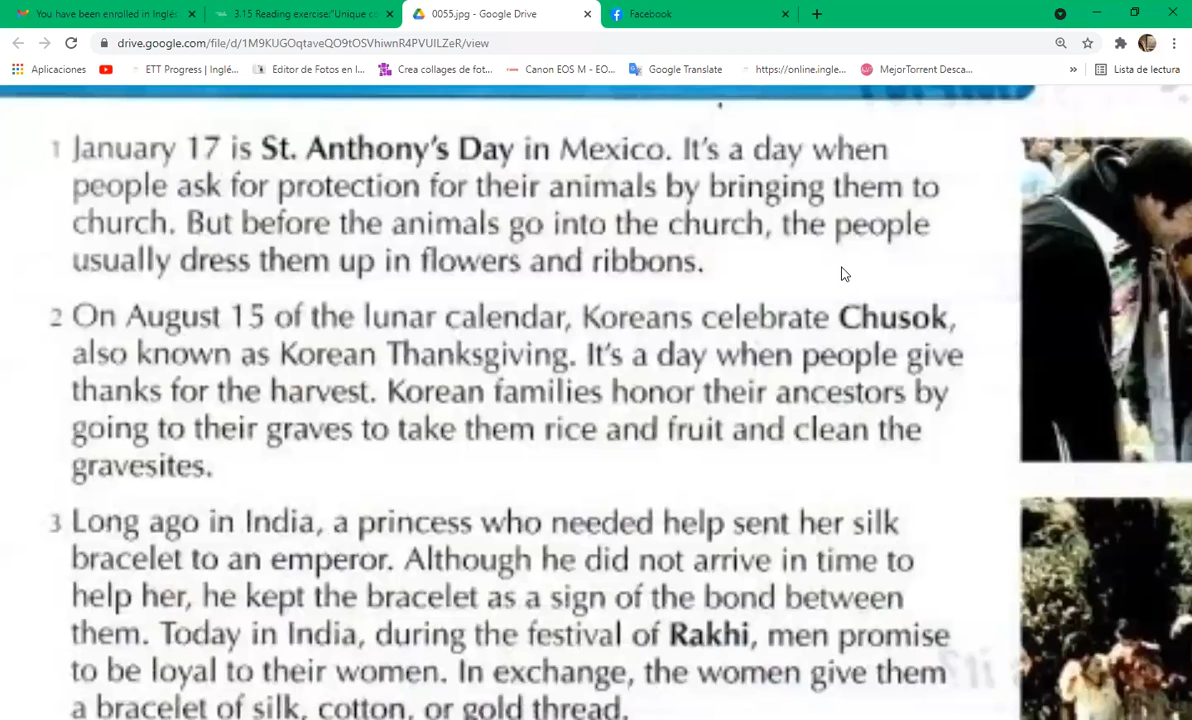 You have been enrolled in Inglés
3.15 Reading exercise:"Unique co
0055.jpg - Google Drive
Facebook
drive.google.com/file/d/1M9KUGOqtaveQO9tOSVhiwnR4PVUlLZeR/view
Aplicaciones
ETT Progress | Inglé...
Editor de Fotos en l...
Crea collages de fot...
Canon EOS M - EO...
Google Translate
https://online.ingle...
MejorTorrent Desca...
»
Lista de lectura
1 January 17 is St. Anthony's Day in Mexico. It's a day when
people ask for protection for their animals by bringing them to
church. But before the animals go into the church, the people
usually dress them up in flowers and ribbons.
2 On August 15 of the lunar calendar, Koreans celebrate Chusok,
also known as Korean Thanksgiving. It's a day when people give
thanks for the harvest. Korean families honor their ancestors by
going to their graves to take them rice and fruit and clean the
gravesites.
3 Long ago in India, a princess who needed help sent her silk
bracelet to an emperor. Although he did not arrive in time to
help her, he kept the bracelet as a sign of the bond between
them. Today in India, during the festival of Rakhi, men promise
to be loyal to their women. In exchange, the women give them
a bracelet of silk, cotton, or gold thread.